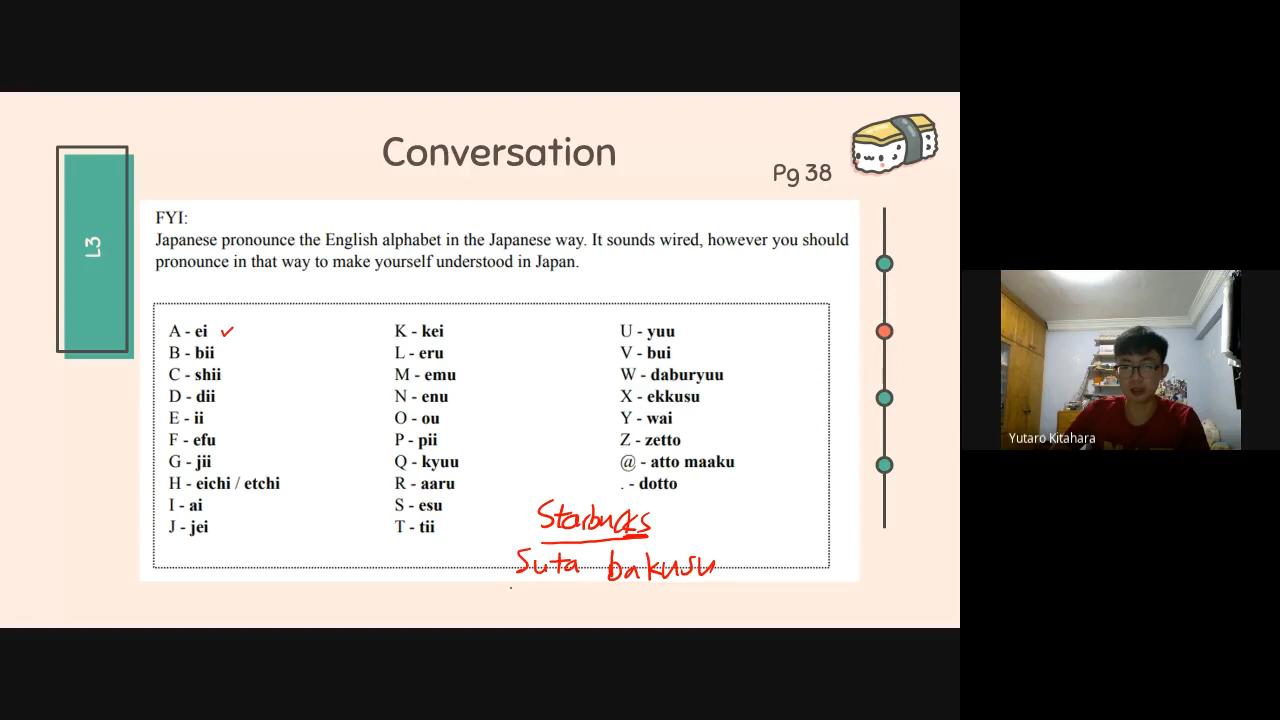 Conversation
Pg 38
L3
FYI:
Japanese pronounce the English alphabet in the Japanese way. It sounds wired, however you should
pronounce in that way to make yourself understood in Japan.
A - ei ✓
B - bii
C - shii
D - dii
E - ii
F - efu
G - jii
H - eichi / etchi
I - ai
J - jei
K - kei
L - eru
M - emu
N - enu
O - ou
P - pii
Q - kyuu
R - aaru
S - esu
T - tii
U - yuu
V - bui
W - daburyuu
X - ekkusu
Y - wai
Z - zetto
@ - atto maaku
. - dotto
Starbucks
Suta bakusu
Yutaro Kitahara